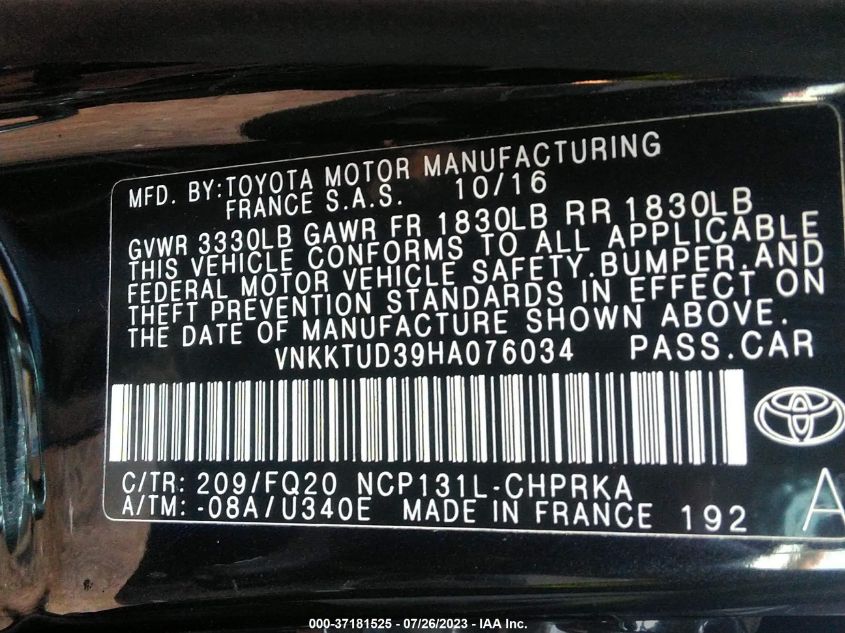 MFD. BY:TOYOTA MOTOR MANUFACTURING
FRANCE S.A.S. 10/16
GVWR 3330LB GAWR FR 1830LB RR 1830LB
THIS VEHICLE CONFORMS TO ALL APPLICABLE
FEDERAL MOTOR VEHICLE SAFETY,BUMPER,AND
THEFT PREVENTION STANDARDS IN EFFECT ON
THE DATE OF MANUFACTURE SHOWN ABOVE.
VNKKTUD39HA076034 PASS.CAR
C/TR: 209/FQ20 NCP131L-CHPRKA
A/TM: -08A/U340E MADE IN FRANCE 192
A
000-37181525 - 07/26/2023 - IAA Inc.